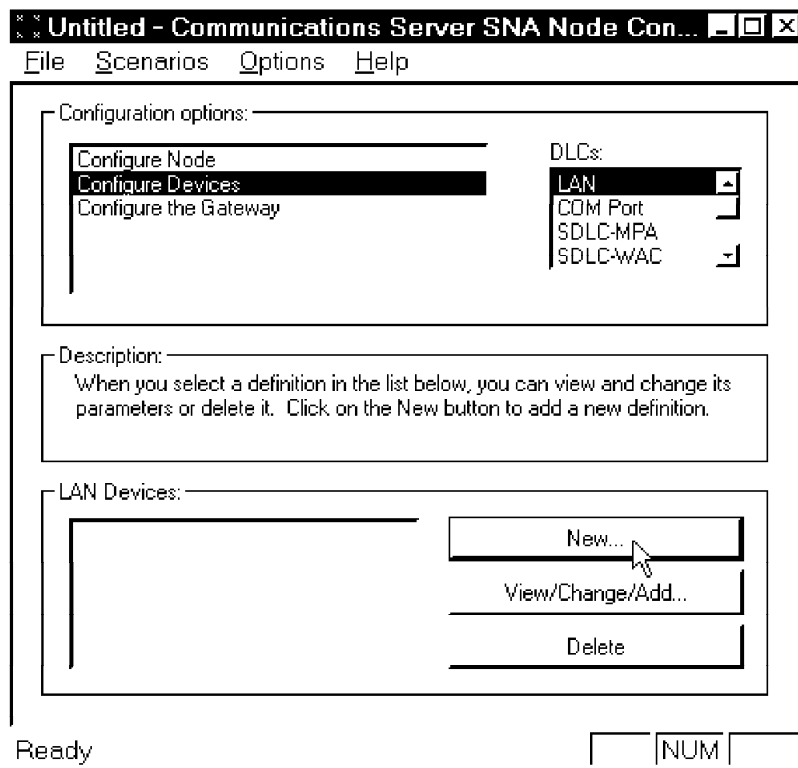 Untitled - Communications Server SNA Node Con...
File Scenarios Options Help
Configuration options:
Configure Node
Configure Devices
Configure the Gateway
DLCs:
LAN
COM Port
SDLC-MPA
SDLC-WAC
Description:
When you select a definition in the list below, you can view and change its
parameters or delete it. Click on the New button to add a new definition.
LAN Devices:
New...
View/Change/Add...
Delete
Ready NUM